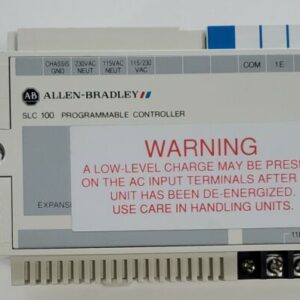 CHASSIS GND 230VAC NEUT 115VAC NEUT 115/230 VAC COM 1E
AB ALLEN-BRADLEY
SLC 100 PROGRAMMABLE CONTROLLER
WARNING
A LOW-LEVEL CHARGE MAY BE PRES
ON THE AC INPUT TERMINALS AFTER
UNIT HAS BEEN DE-ENERGIZED.
USE CARE IN HANDLING UNITS.
EXPANS